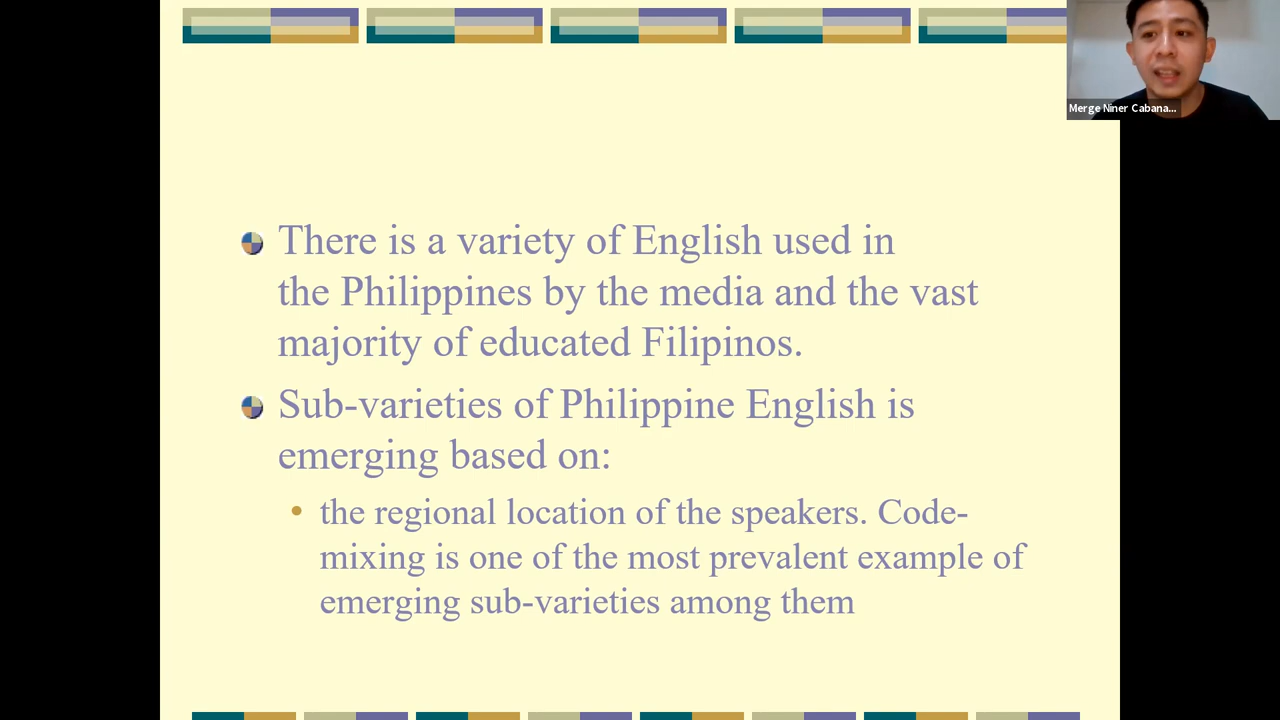 Merge Niner Cabana...
There is a variety of English used in
the Philippines by the media and the vast
majority of educated Filipinos.
Sub-varieties of Philippine English is
emerging based on:
the regional location of the speakers. Code-
mixing is one of the most prevalent example of
emerging sub-varieties among them